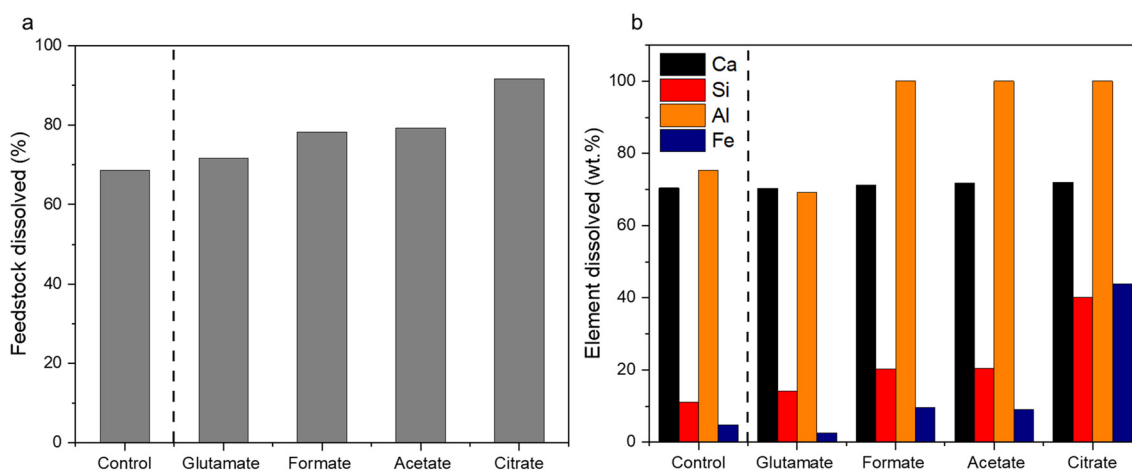 a
Feedstock dissolved (%)
100
80
60
40
20
0
Control Glutamate Formate Acetate Citrate
b
Element dissolved (wt.%)
Ca
Si
Al
Fe
100
80
60
40
20
0
Control Glutamate Formate Acetate Citrate